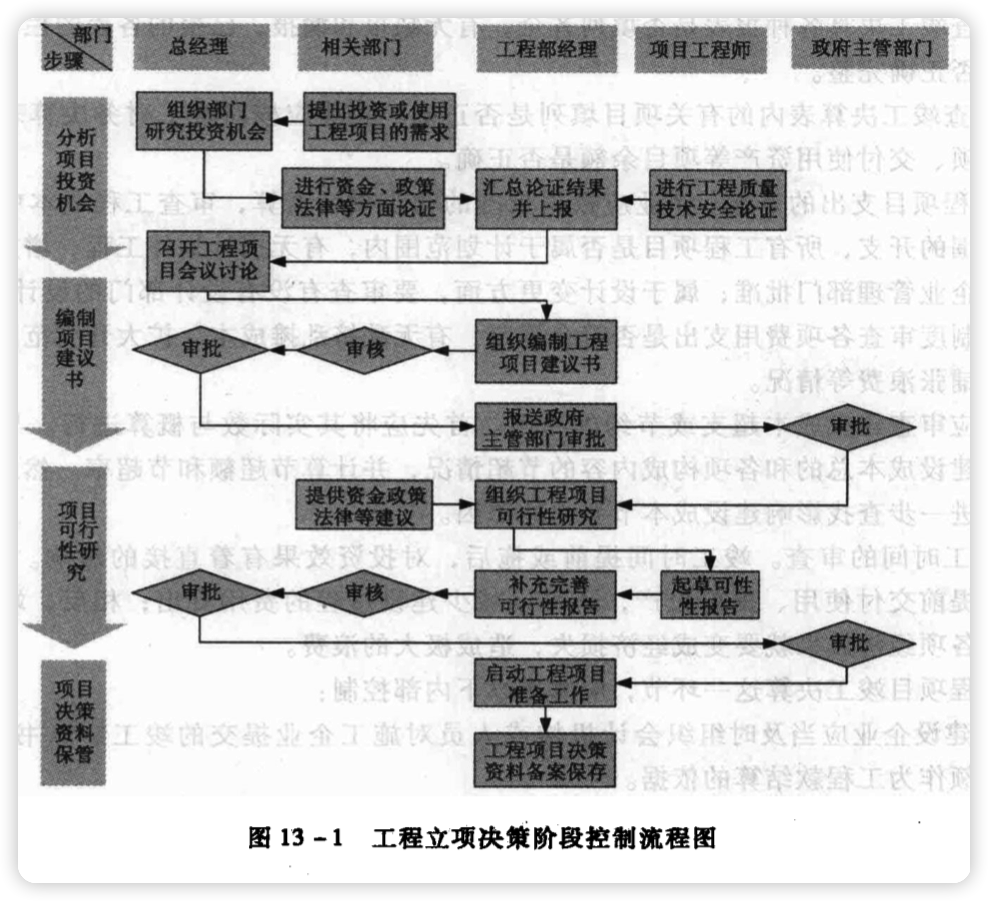 部门
步骤
总经理
相关部门
工程部经理
项目工程师
政府主管部门
分析
项目
投资
机会
组织部门
研究投资机会
提出投资或使用
工程项目的需求
进行资金、政策
法律等方面论证
汇总论证结果
并上报
进行工程质量
技术安全论证
召开工程项
目会议讨论
编制
项目
建议
书
审批
审核
组织编制工程
项目建议书
报送政府
主管部门审批
审批
项目
可行
性研
究
提供资金政策
法律等建议
组织工程项目
可行性研究
审批
审核
补充完善
可行性报告
起草可性
性报告
审批
项目
决策
资料
保管
启动工程项目
准备工作
工程项目决策
资料备案保存
图 13-1 工程立项决策阶段控制流程图